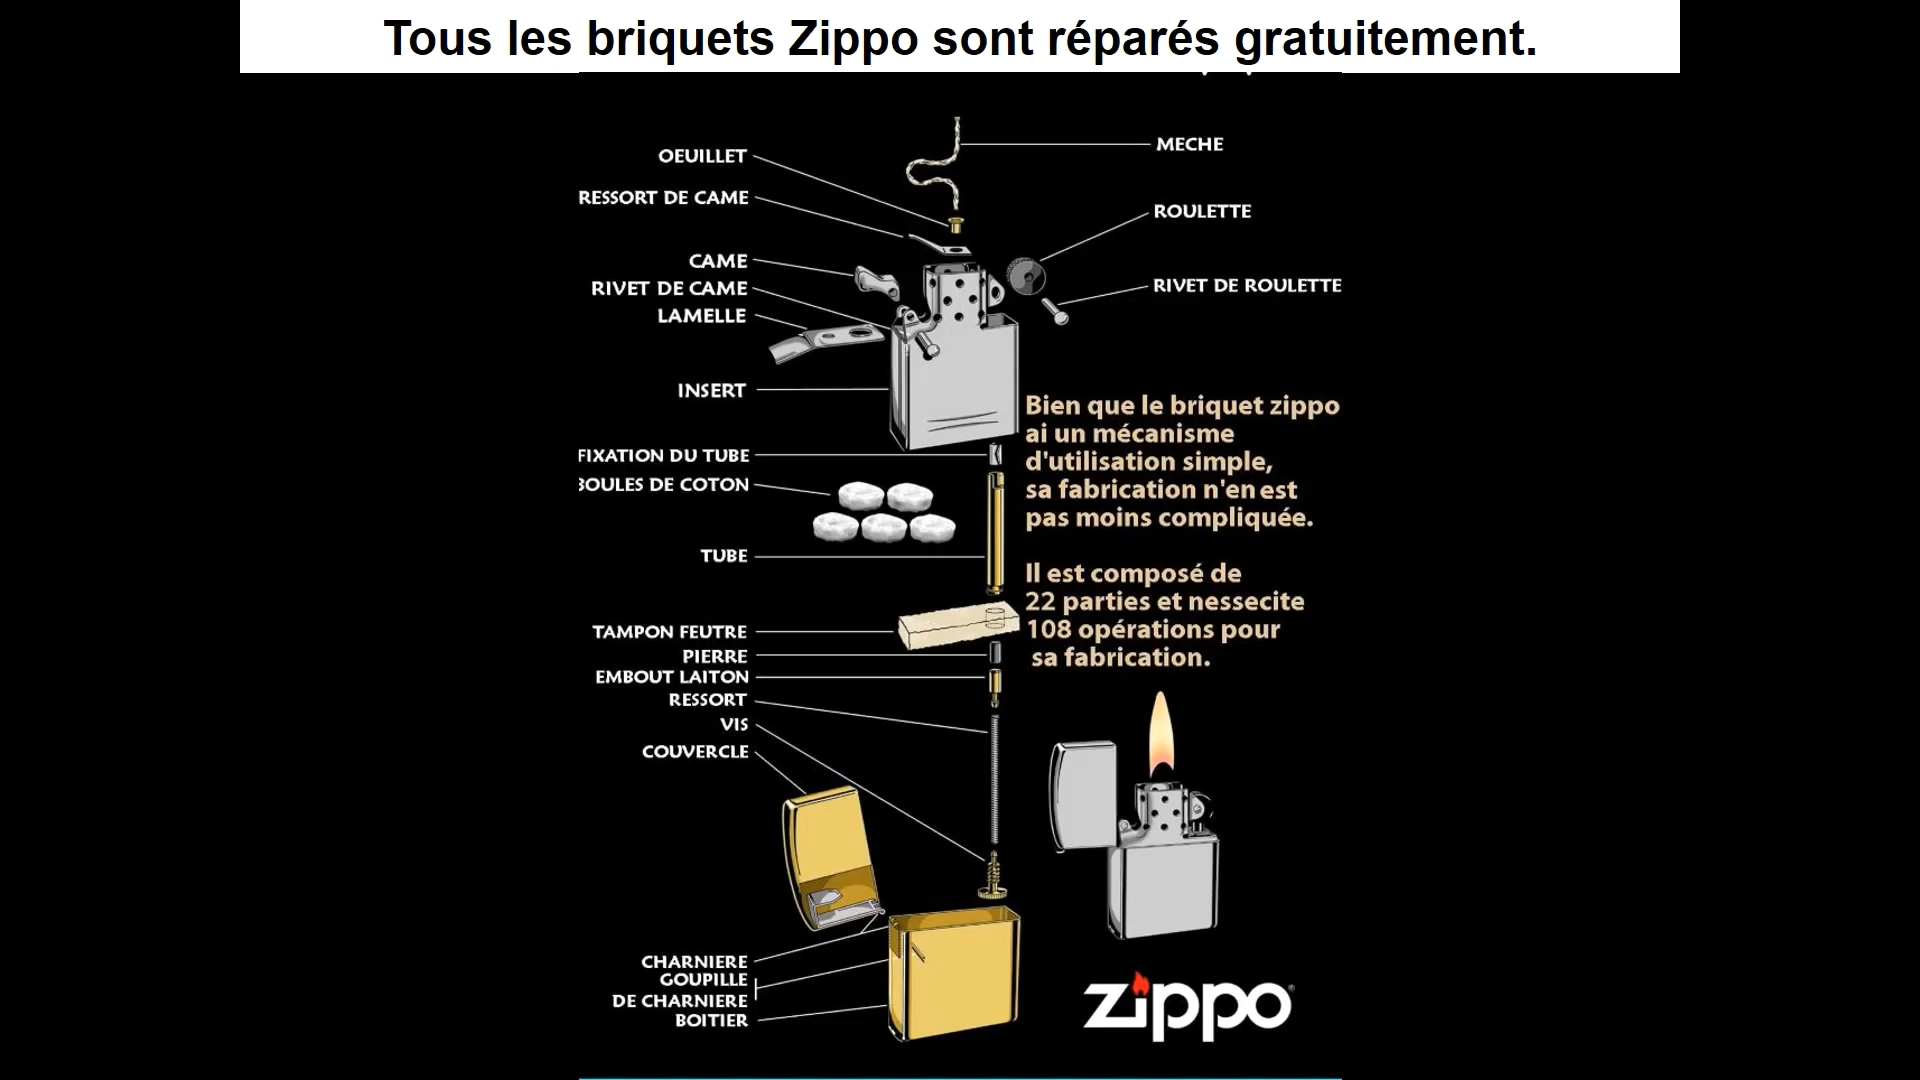 Tous les briquets Zippo sont réparés gratuitement.
OEUILLET
MECHE
RESSORT DE CAME
ROULETTE
CAME
RIVET DE CAME
RIVET DE ROULETTE
LAMELLE
INSERT
Bien que le briquet zippo
ai un mécanisme
d'utilisation simple,
sa fabrication n'en est
pas moins compliquée.
FIXATION DU TUBE
BOULES DE COTON
TUBE
Il est composé de
22 parties et nessecite
108 opérations pour
sa fabrication.
TAMPON FEUTRE
PIERRE
EMBOUT LAITON
RESSORT
VIS
COUVERCLE
CHARNIERE
GOUPILLE
DE CHARNIERE
BOITIER
zippo